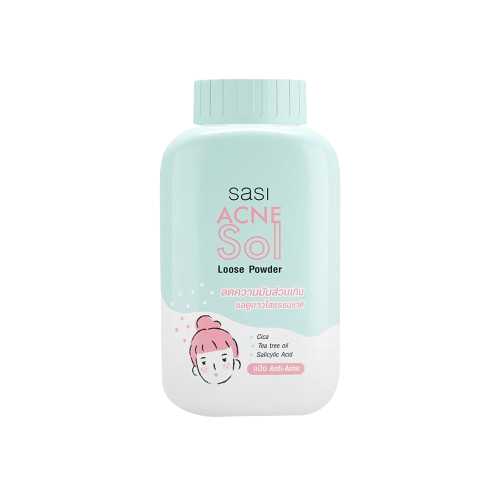 sasi
ACNE
Sol
Loose Powder
ลดความมันส่วนเกิน
แลดูขาวใสธรรมชาติ
Cica
Tea tree oil
Salicylic Acid
แป้ง Anti-Acne